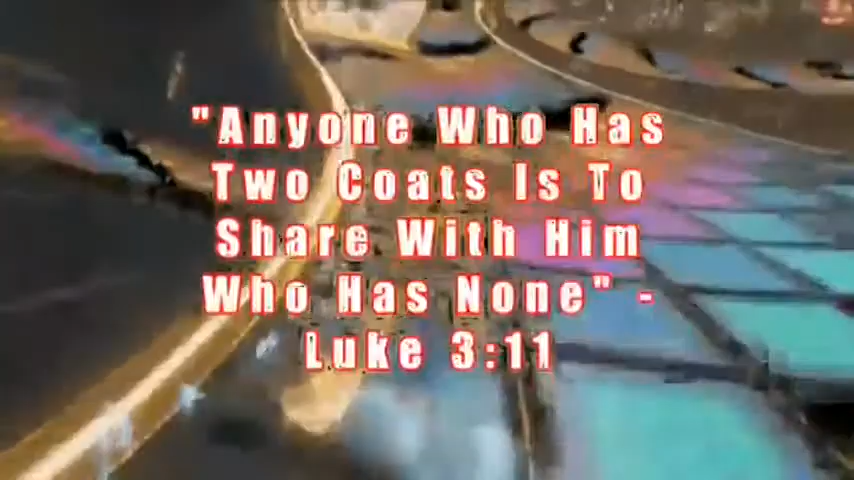 "Anyone Who Has
Two Coats Is To
Share With Him
Who Has None" -
Luke 3:11